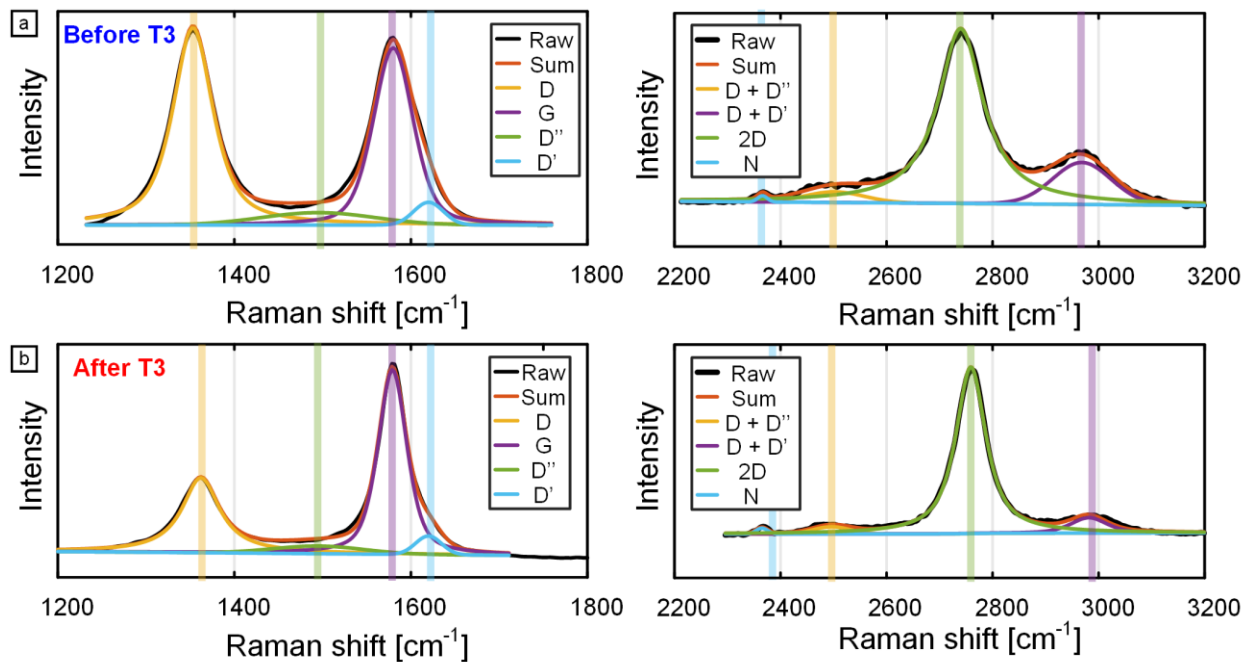 a
Before T3
Intensity
Raw
Sum
D
G
D''
D'
1200 1400 1600 1800
Raman shift [cm-1]
Intensity
Raw
Sum
D + D''
D + D'
2D
N
2200 2400 2600 2800 3000 3200
Raman shift [cm-1]
b
After T3
Intensity
Raw
Sum
D
G
D''
D'
1200 1400 1600 1800
Raman shift [cm-1]
Intensity
Raw
Sum
D + D''
D + D'
2D
N
2200 2400 2600 2800 3000 3200
Raman shift [cm-1]